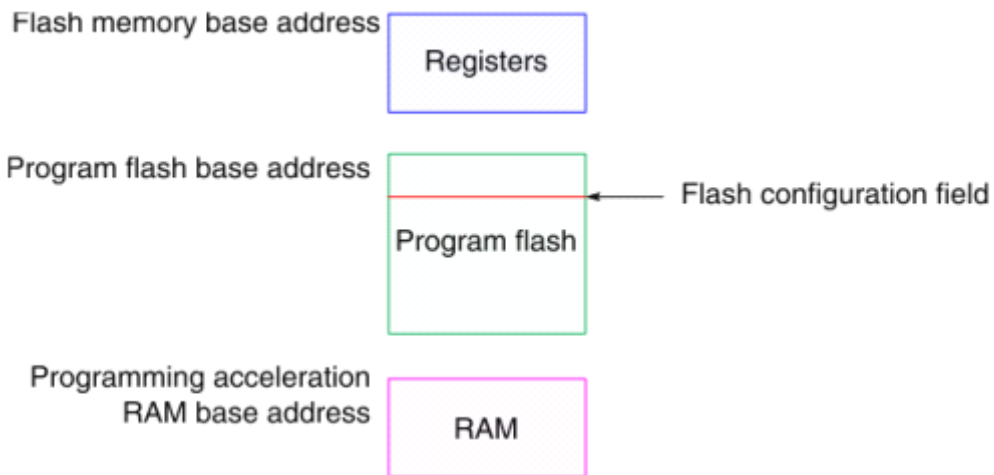 Flash memory base address
Registers
Program flash base address
Flash configuration field
Program flash
Programming acceleration
RAM base address
RAM